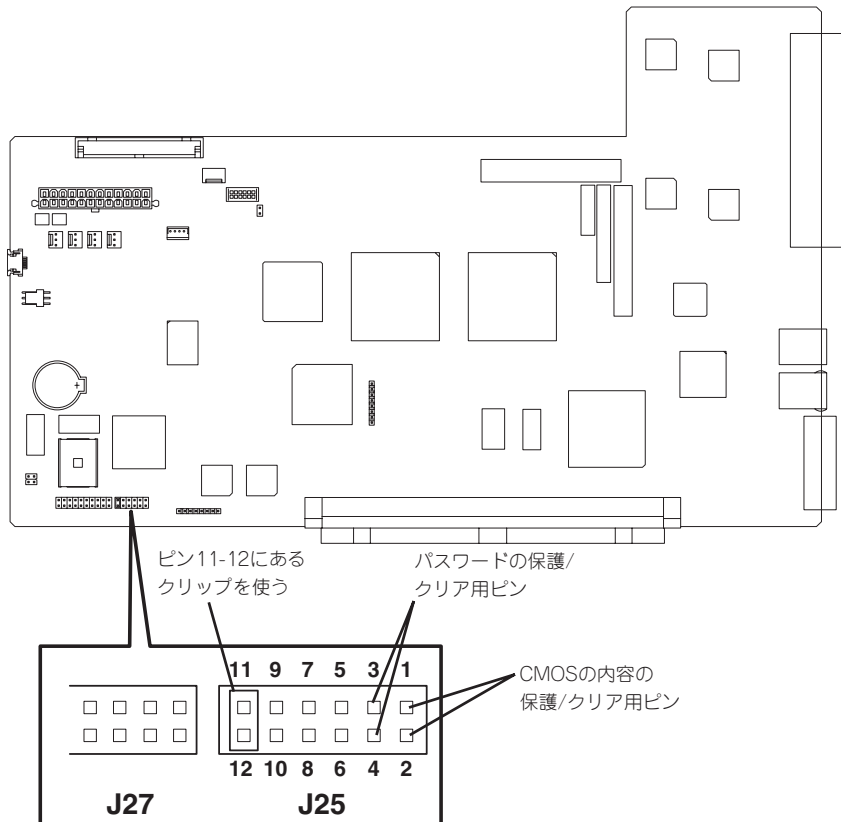 ピン11-12にある
クリップを使う
パスワードの保護/
クリア用ピン
11 9 7 5 3 1
CMOSの内容の
保護/クリア用ピン
12 10 8 6 4 2
J27
J25
+